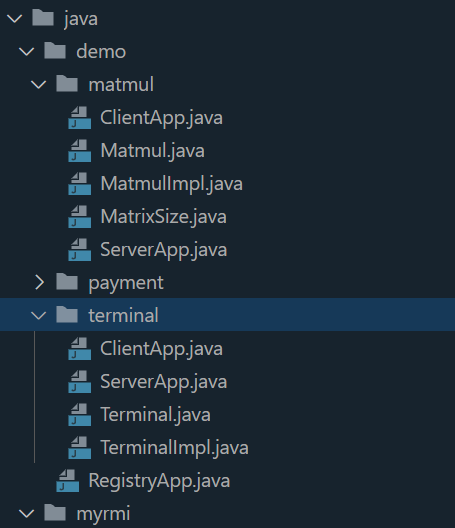 java
demo
matmul
ClientApp.java
Matmul.java
MatmulImpl.java
MatrixSize.java
ServerApp.java
payment
terminal
ClientApp.java
ServerApp.java
Terminal.java
TerminalImpl.java
RegistryApp.java
myrmi